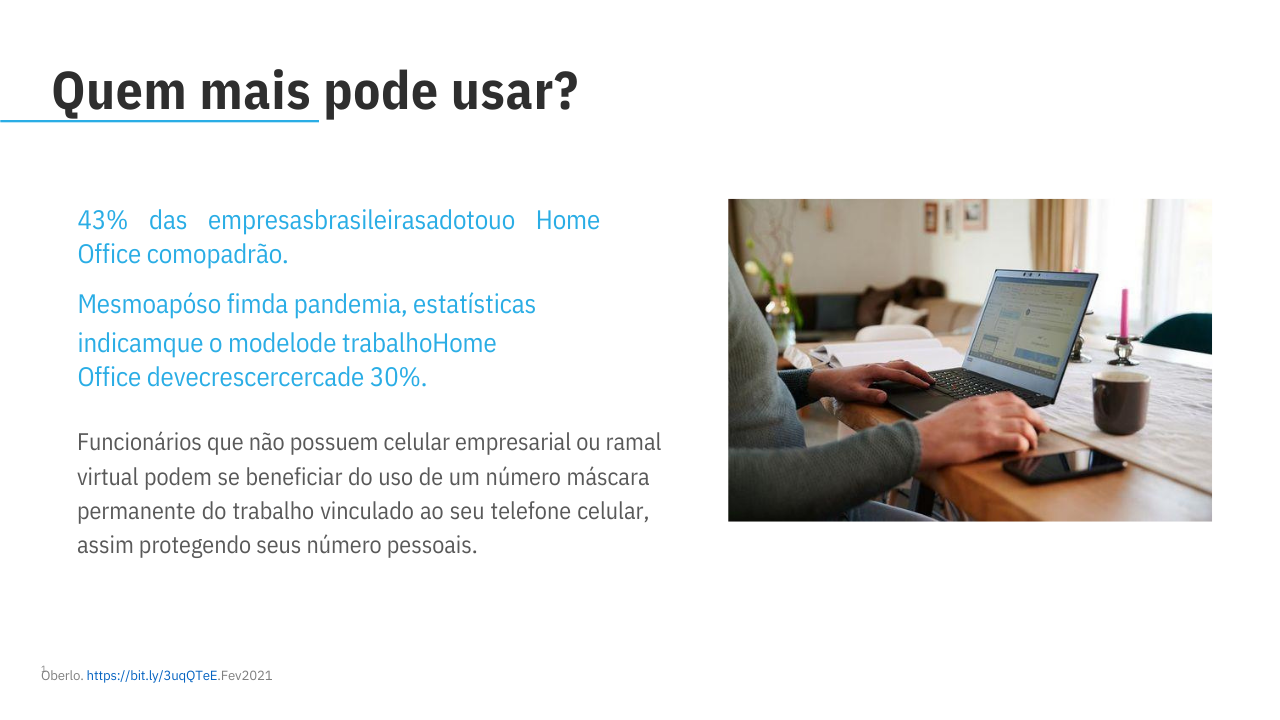 Quem mais pode usar?
43% das empresasbrasileirasadotouo Home
Office comopadrão.
Mesmoapóso fimda pandemia, estatísticas
indicamque o modelode trabalhoHome
Office devecrescercercade 30%.
Funcionários que não possuem celular empresarial ou ramal
virtual podem se beneficiar do uso de um número máscara
permanente do trabalho vinculado ao seu telefone celular,
assim protegendo seus número pessoais.
1
Oberlo. https://bit.ly/3uqQTeE.Fev2021